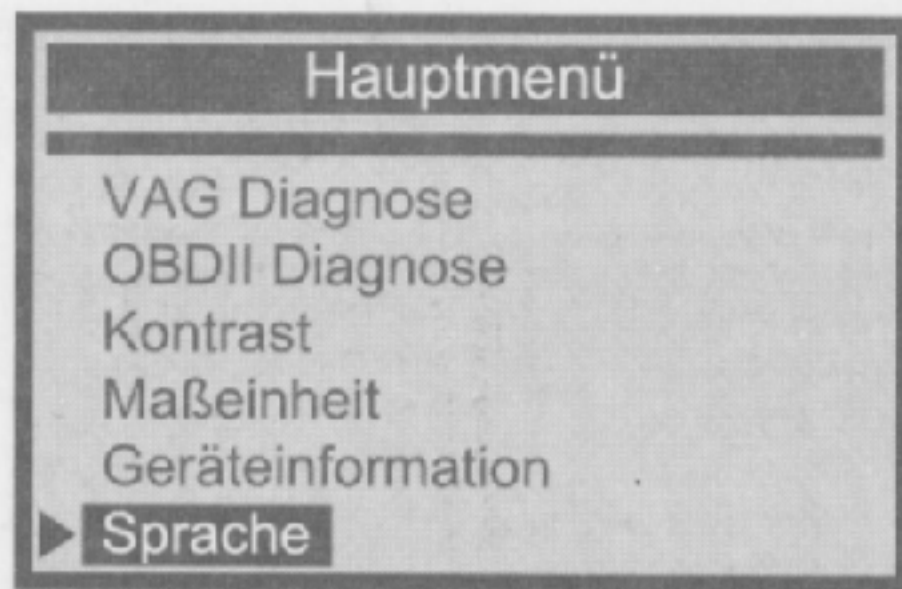 Hauptmenü
VAG Diagnose
OBDII Diagnose
Kontrast
Maßeinheit
Geräteinformation
Sprache